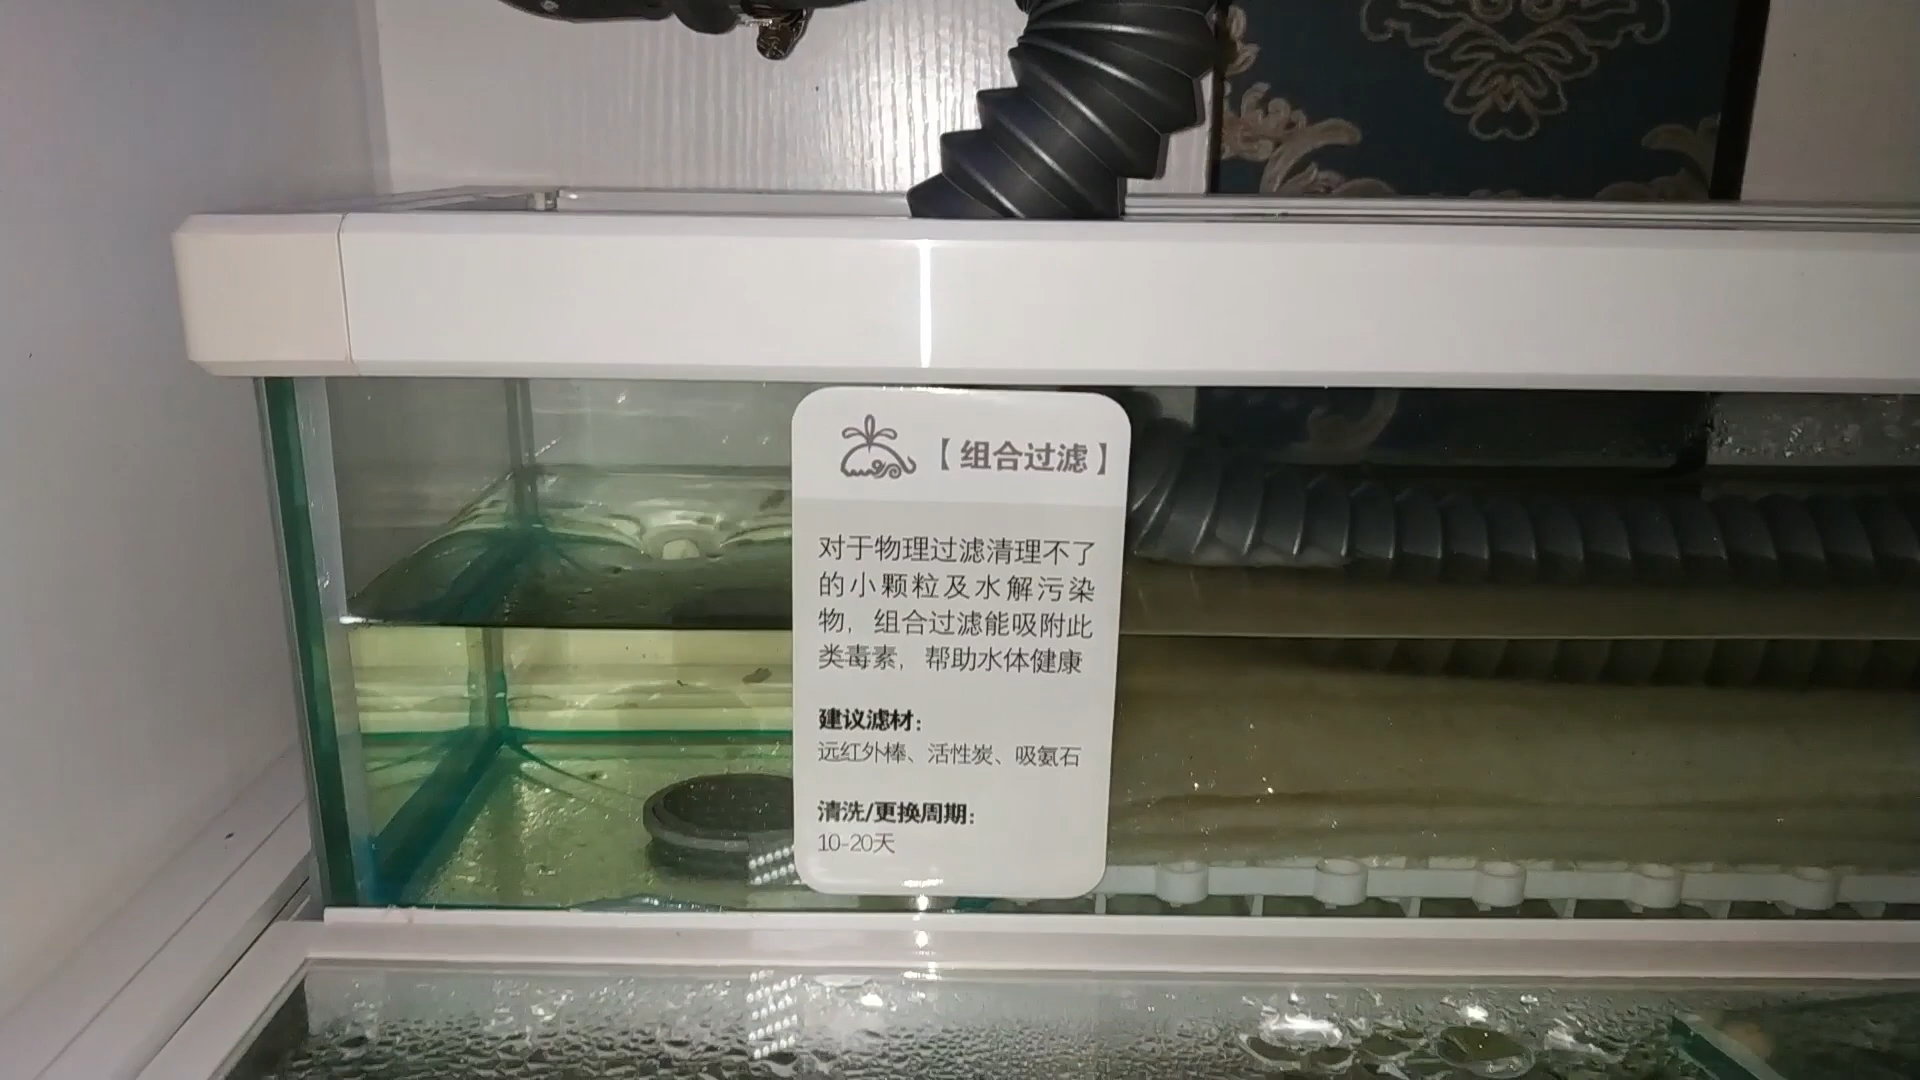 【组合过滤】
对于物理过滤清理不了
的小颗粒及水解污染
物，组合过滤能吸附此
类毒素，帮助水体健康
建议滤材：
远红外棒、活性炭、吸氨石
清洗/更换周期：
10-20天